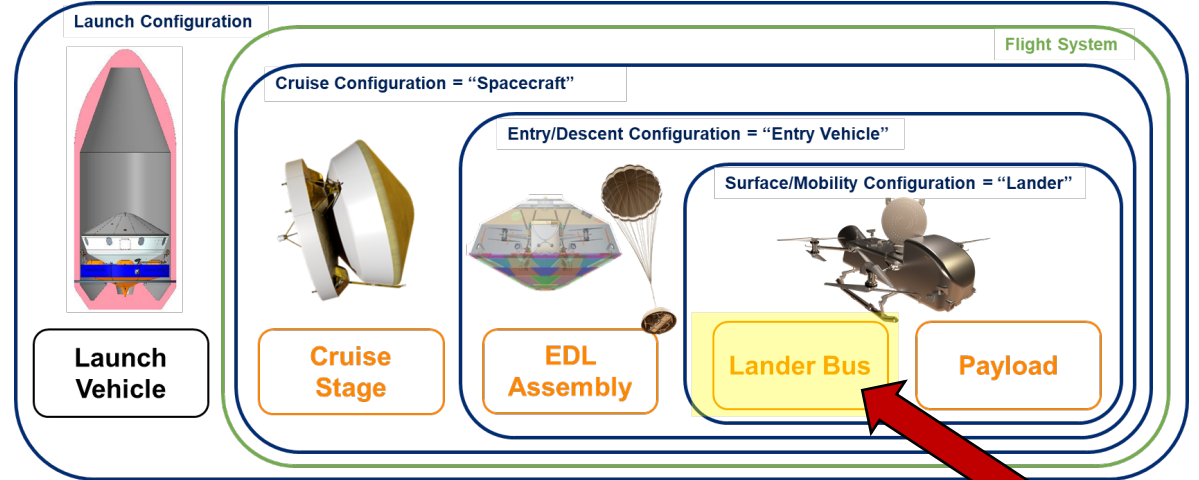 Launch Configuration
Flight System
Cruise Configuration = “Spacecraft”
Entry/Descent Configuration = “Entry Vehicle”
Surface/Mobility Configuration = “Lander”
Launch
Vehicle
Cruise
Stage
EDL
Assembly
Lander Bus
Payload